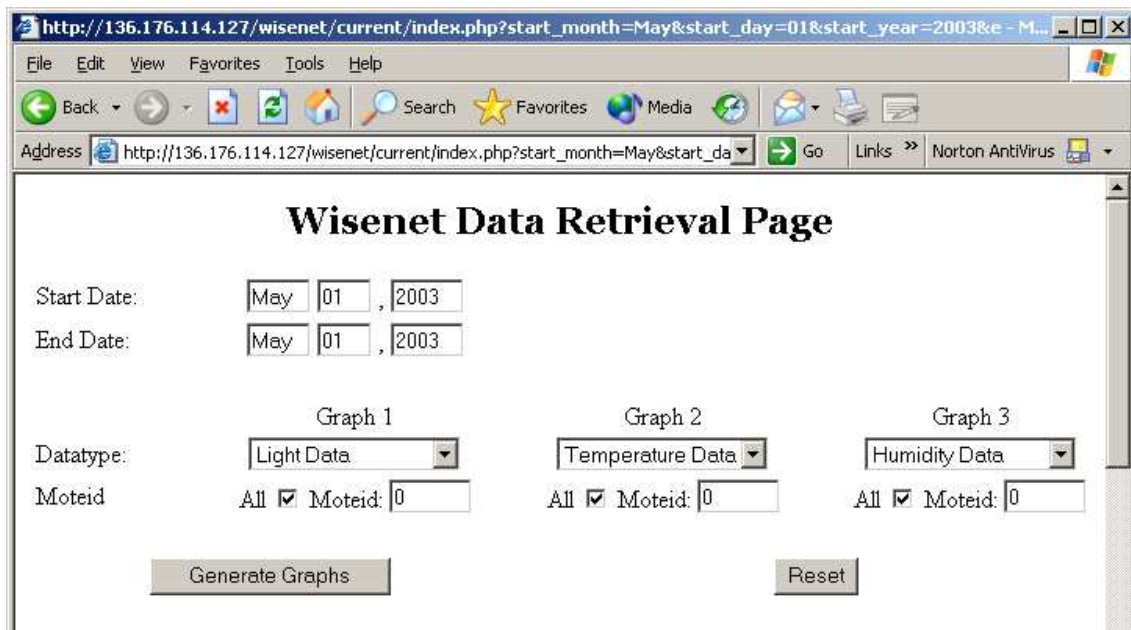 http://136.176.114.127/wisenet/current/index.php?start_month=May&start_day=01&start_year=2003&e - M...
File Edit View Favorites Tools Help
Back Search Favorites Media
Address http://136.176.114.127/wisenet/current/index.php?start_month=May&start_da Go Links » Norton AntiVirus
Wisenet Data Retrieval Page
Start Date: May 01 , 2003
End Date: May 01 , 2003
Graph 1 Graph 2 Graph 3
Datatype: Light Data Temperature Data Humidity Data
Moteid All Moteid: 0 All Moteid: 0 All Moteid: 0
Generate Graphs Reset